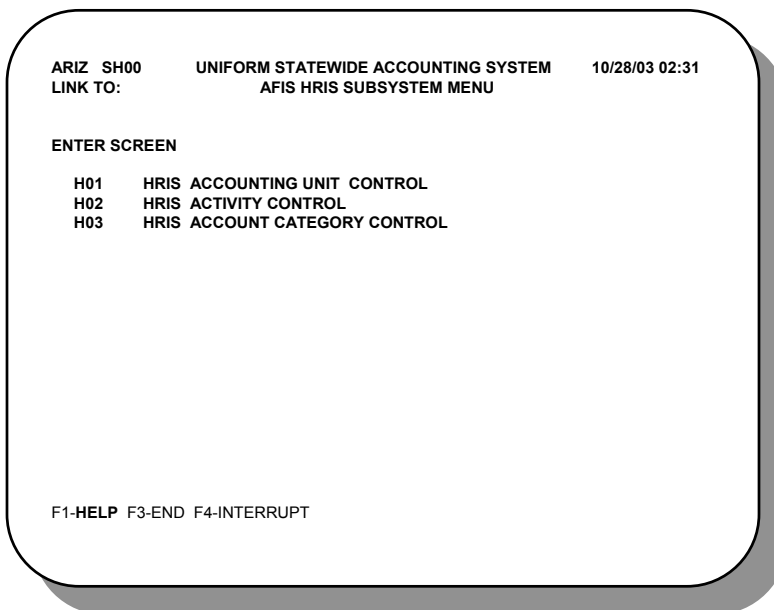 ARIZ SH00 UNIFORM STATEWIDE ACCOUNTING SYSTEM 10/28/03 02:31
LINK TO: AFIS HRIS SUBSYSTEM MENU
ENTER SCREEN
H01 HRIS ACCOUNTING UNIT CONTROL
H02 HRIS ACTIVITY CONTROL
H03 HRIS ACCOUNT CATEGORY CONTROL
F1-HELP F3-END F4-INTERRUPT